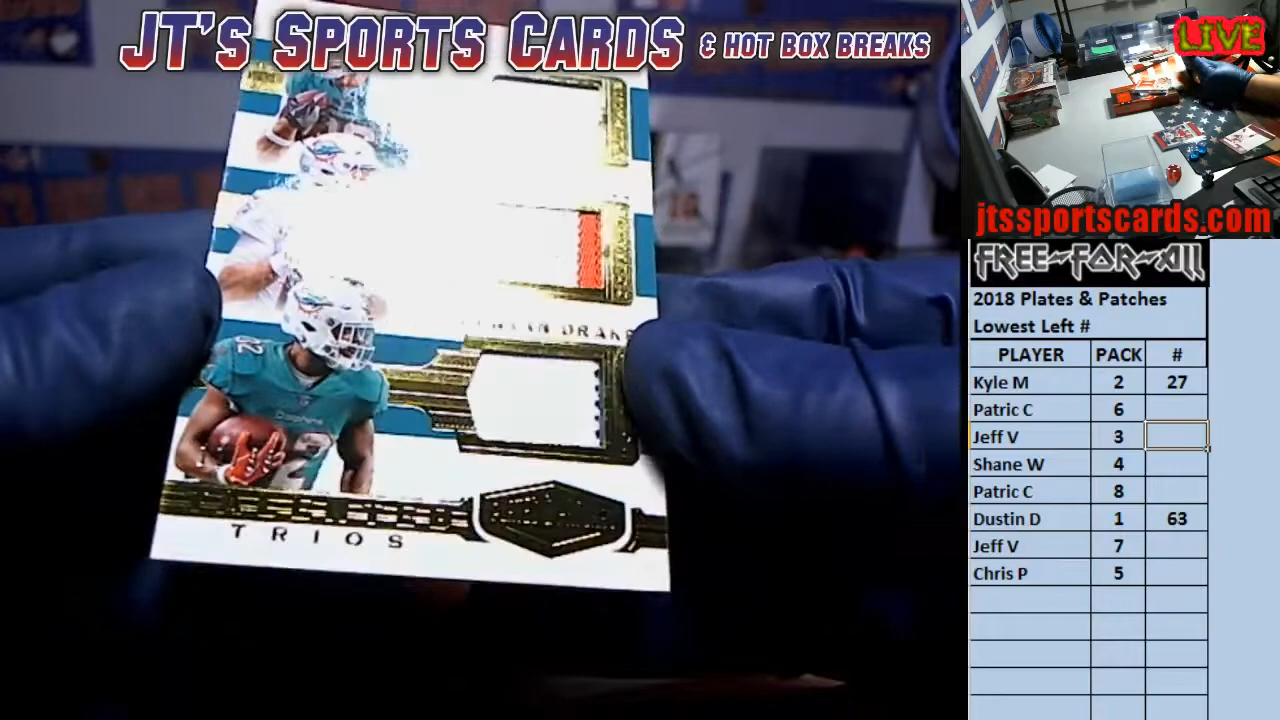 JT'S SPORTS CARDS & HOT BOX BREAKS
LIVE
jtssportscards.com
FREE-FOR-ALL
2018 Plates & Patches
Lowest Left #
PLAYER PACK #
Kyle M 2 27
Patric C 6
Jeff V 3
Shane W 4
Patric C 8
Dustin D 1 63
Jeff V 7
Chris P 5
DRAKE
32
TRIOS